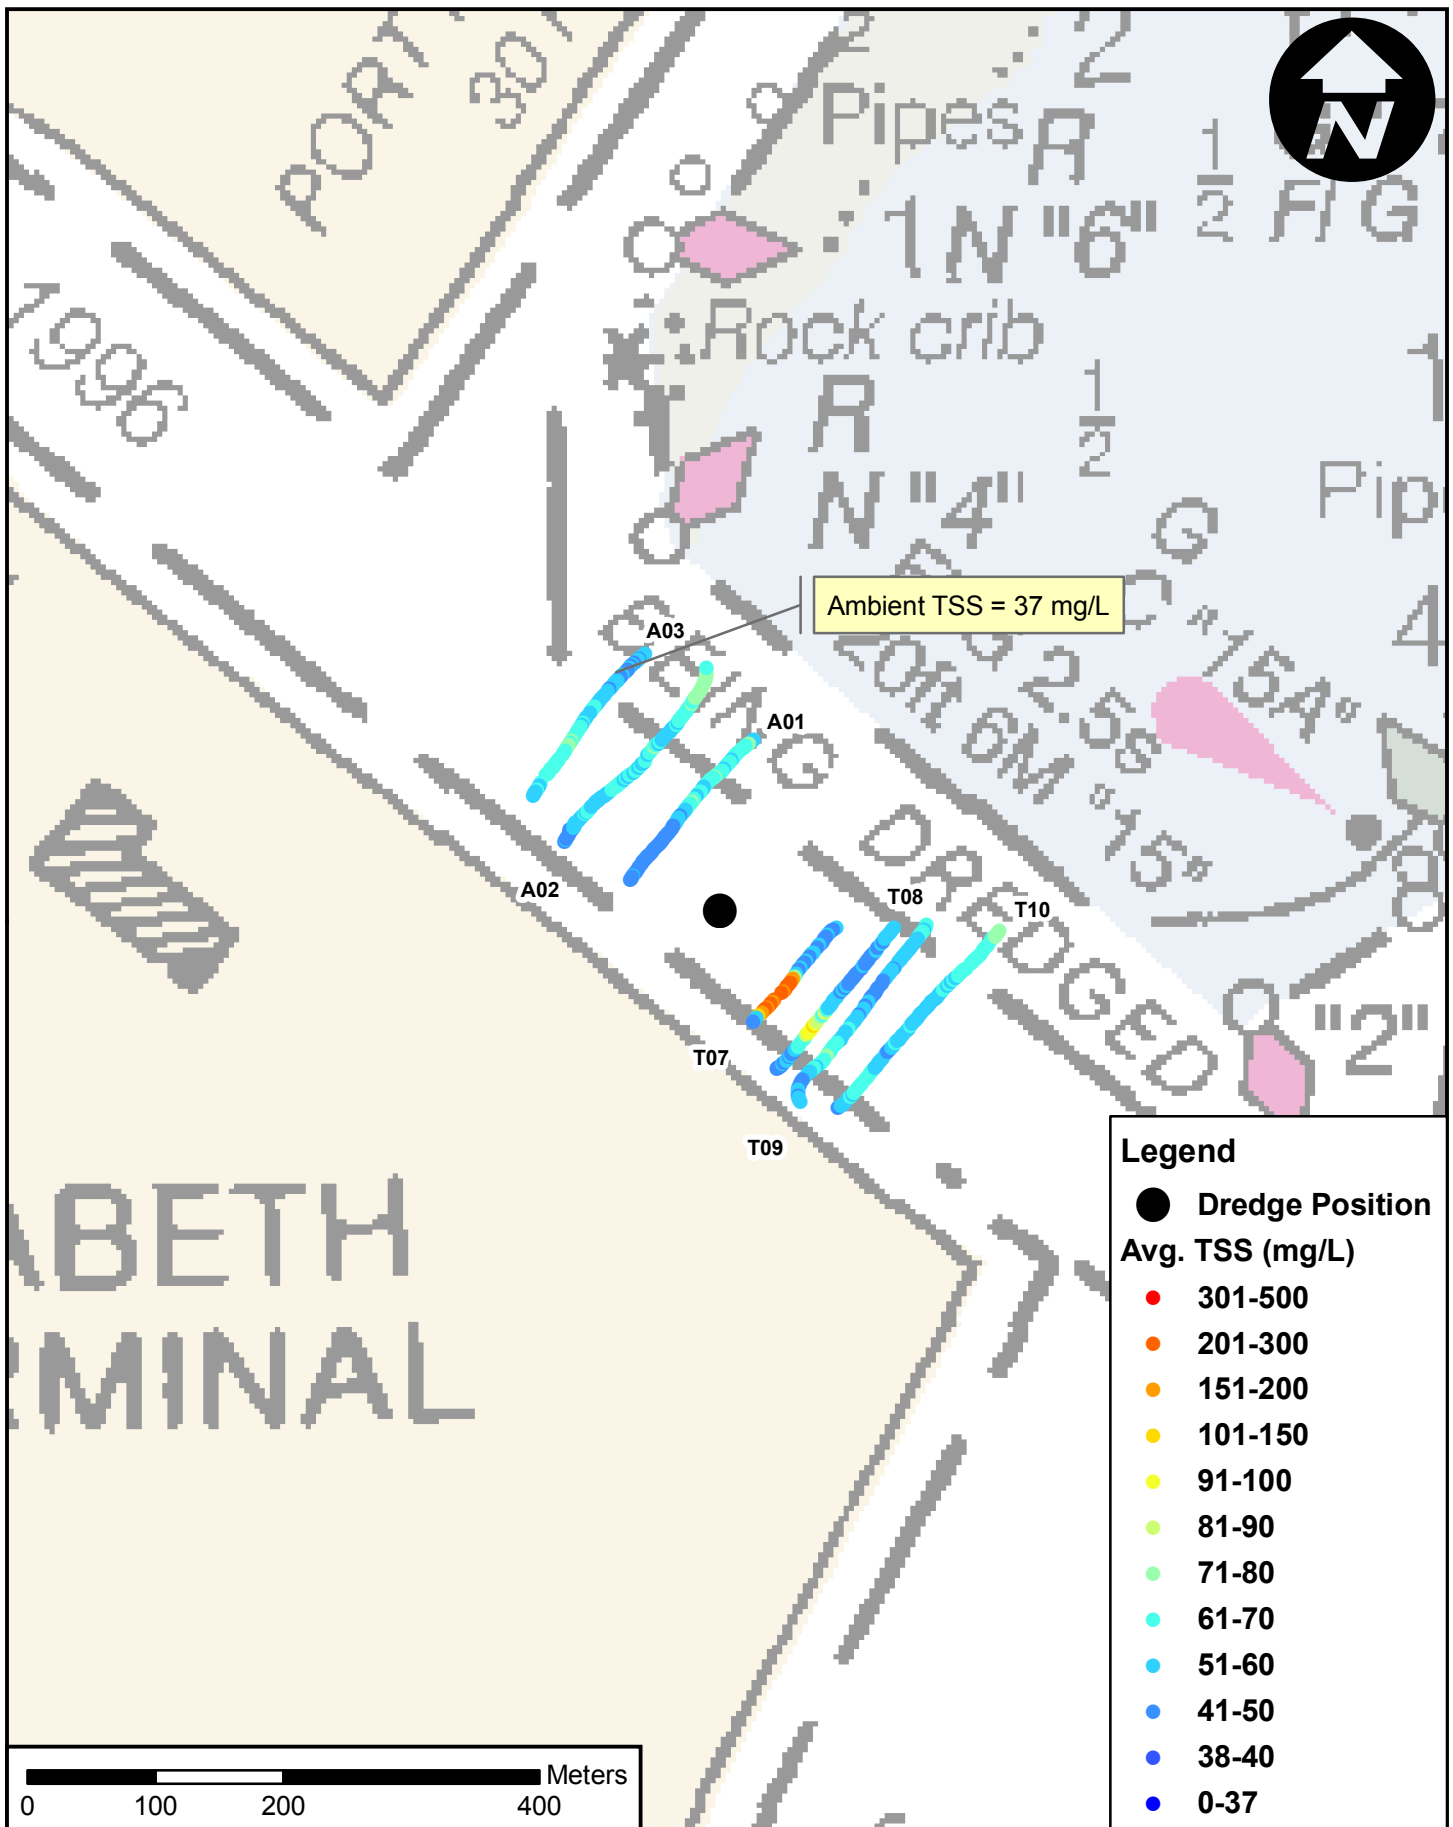 PORT
301
2
2
Pipes
R
1
2
N "6"
Fl G
N
1996
Rock crib
R
N "4"
1
2
Pip
G
C "15A"
4
Ambient TSS = 37 mg/L
2.5s
20ft 6M "15"
A03
A01
A02
DREDGED
T08
T10
T07
T09
"2"
ABETH
RMINAL
Legend
Dredge Position
Avg. TSS (mg/L)
301-500
201-300
151-200
101-150
91-100
81-90
71-80
61-70
51-60
41-50
38-40
0-37
Meters
0 100 200 400